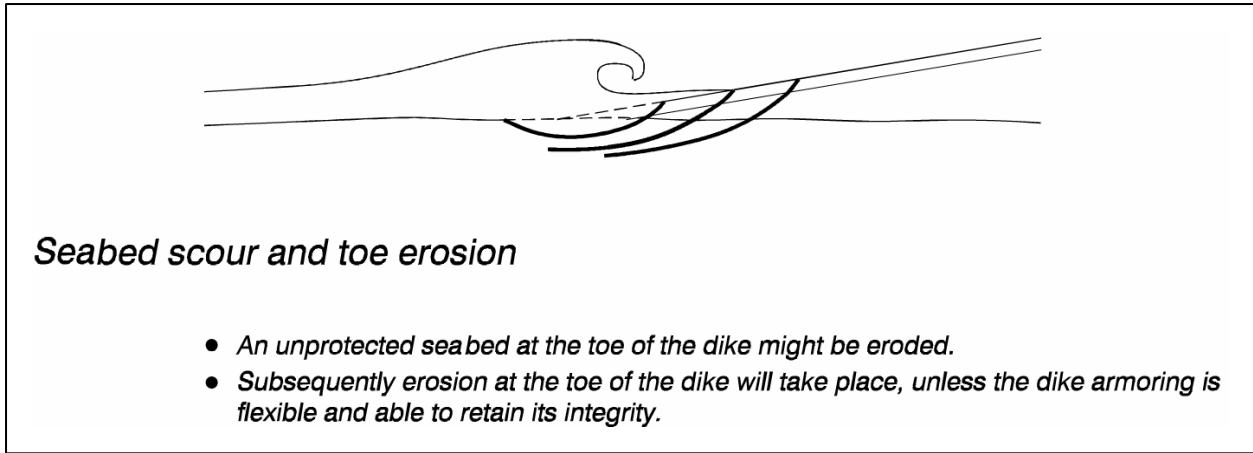 Seabed scour and toe erosion
● An unprotected seabed at the toe of the dike might be eroded.
● Subsequently erosion at the toe of the dike will take place, unless the dike armoring is
flexible and able to retain its integrity.